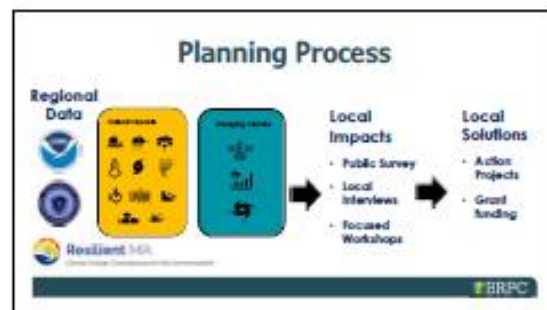 Planning Process
Regional
Data
Local
Impacts
• Public Survey
• Local
Interviews
• Focused
Workshops
Local
Solutions
• Action
Projects
• Grant
funding
Resilient MA
BRPC